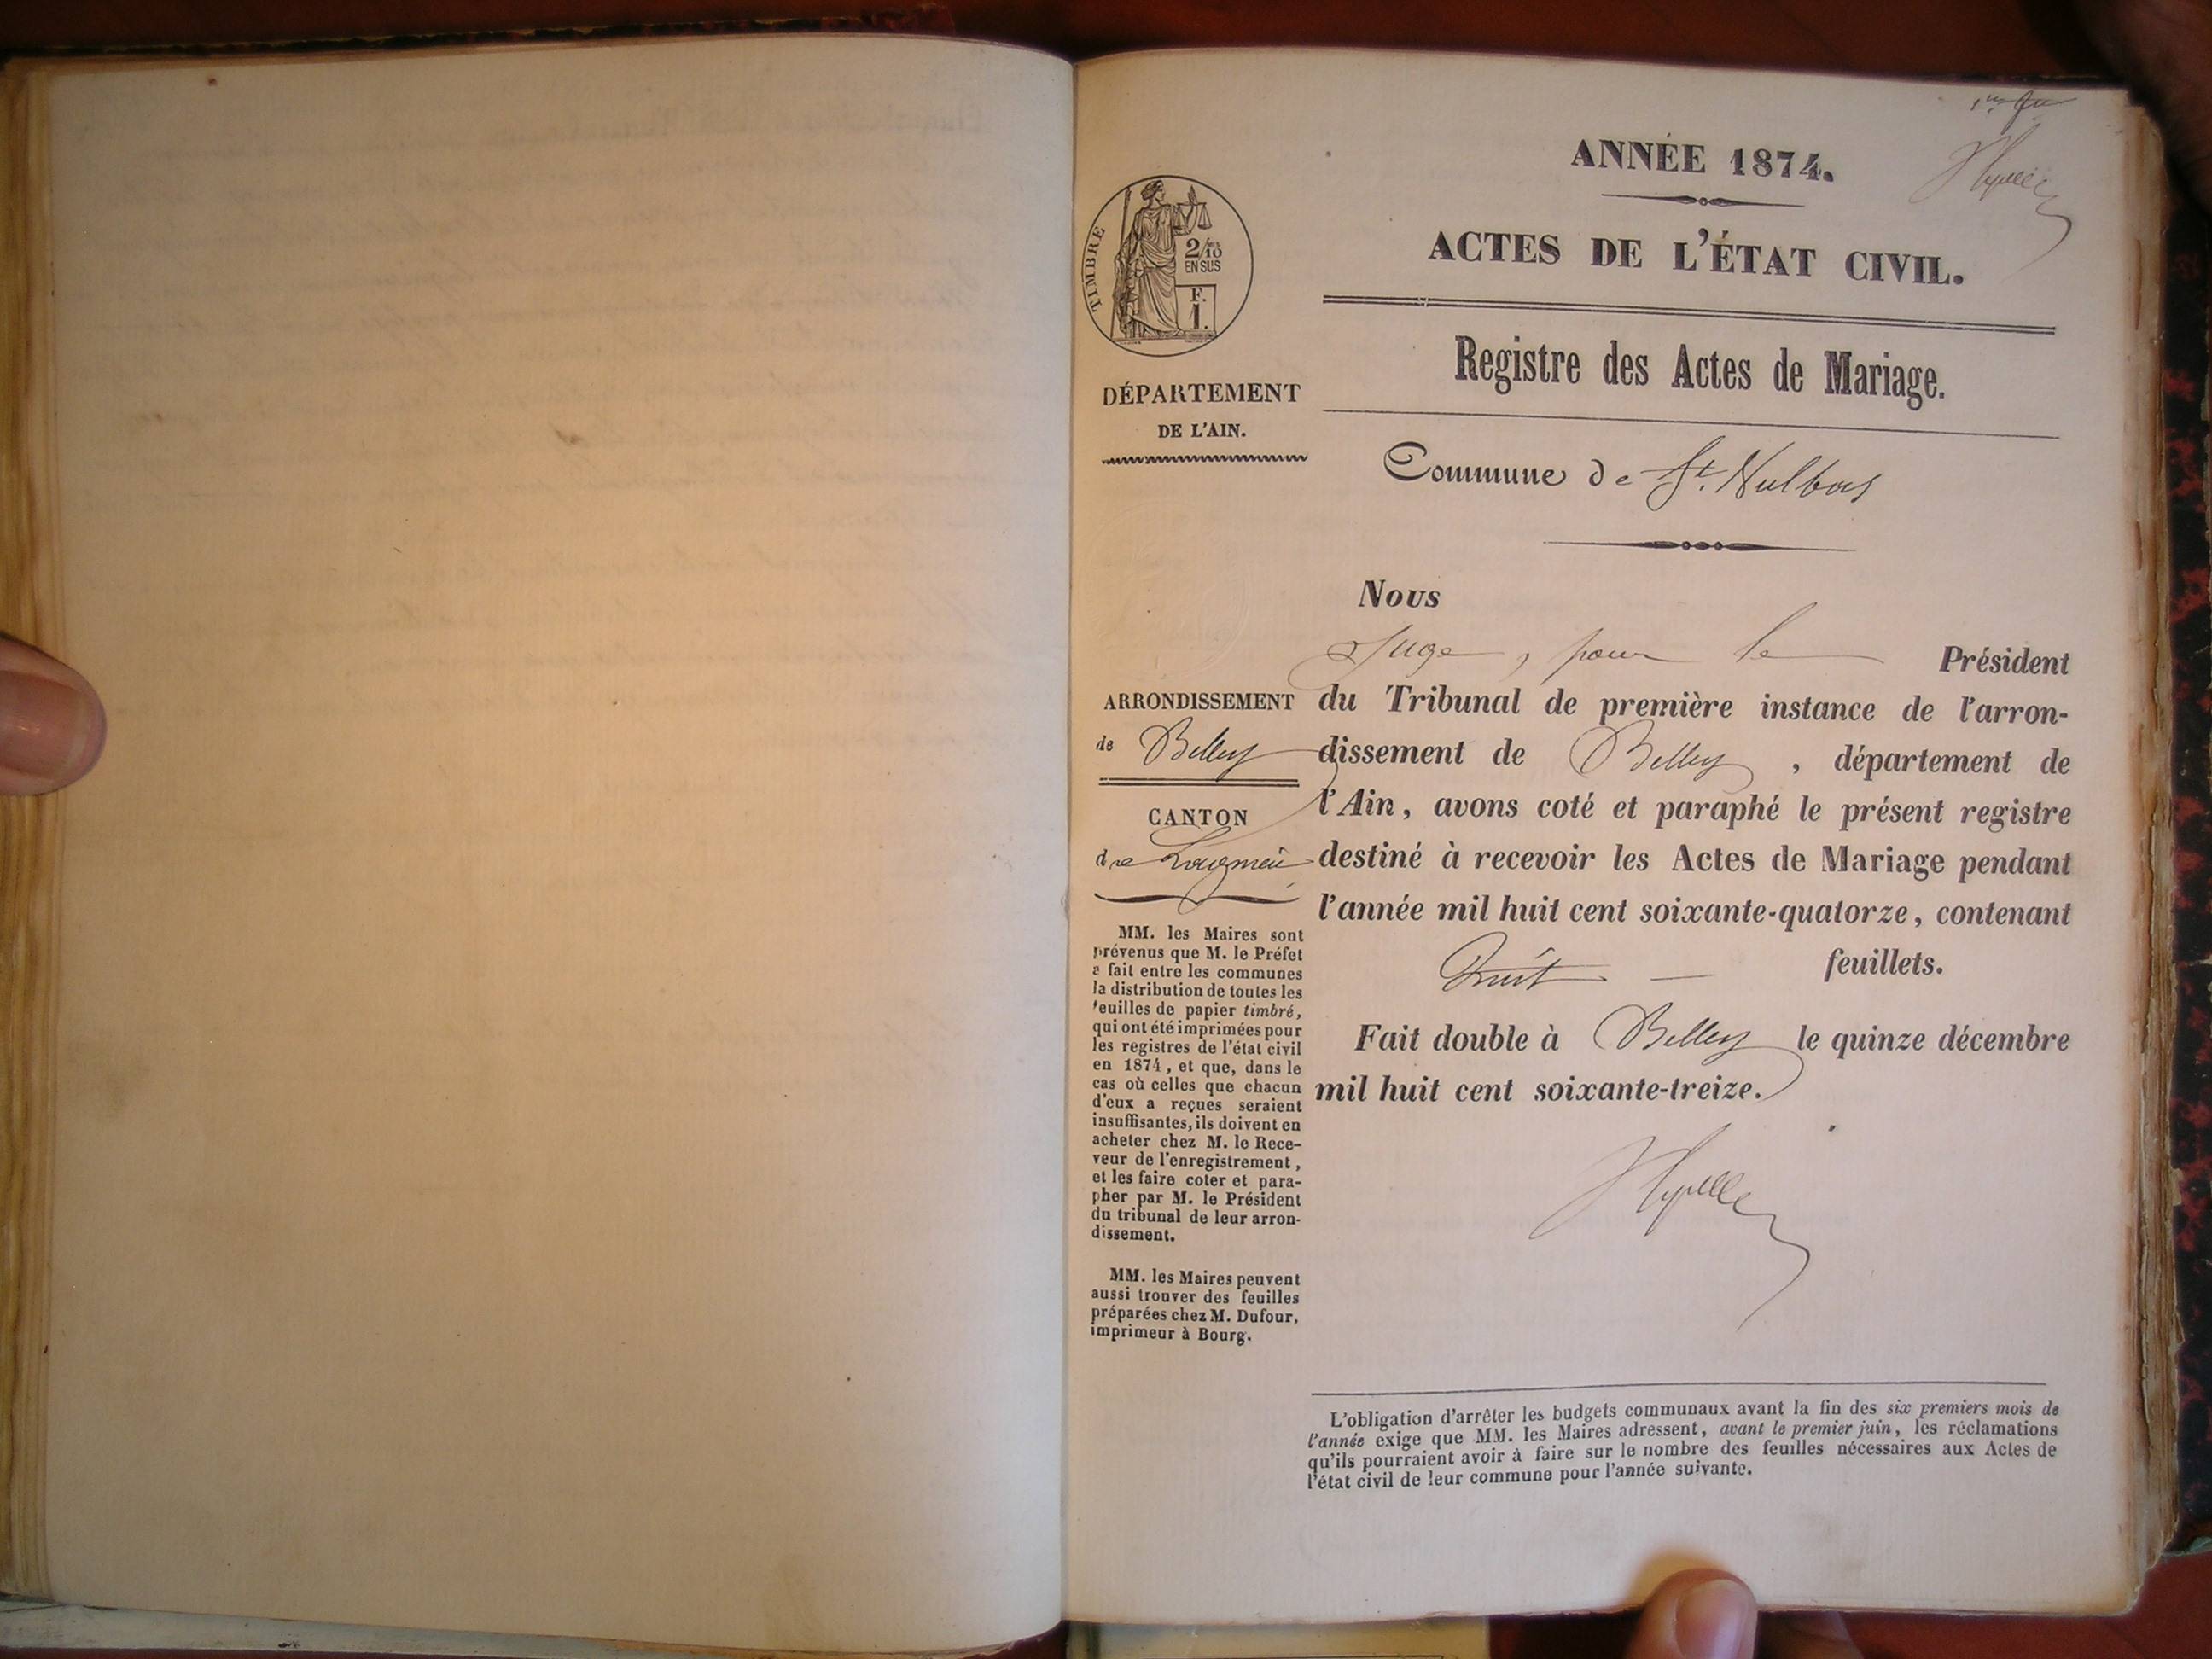 1er fu
ANNÉE 1874.
ACTES DE L'ÉTAT CIVIL.
TIMBRE
2/10
EN SUS
F.
1.
Registre des Actes de Mariage.
DÉPARTEMENT
DE L'AIN.
Commune de St. Vulbas
Nous
Juge, pour le Président
ARRONDISSEMENT
de Belley
CANTON
de Lagnieu
du Tribunal de première instance de l'arron-
dissement de Belley, département de
l'Ain, avons coté et paraphé le présent registre
destiné à recevoir les Actes de Mariage pendant
l'année mil huit cent soixante-quatorze, contenant
huit feuillets.
Fait double à Belley le quinze décembre
mil huit cent soixante-treize.
MM. les Maires sont
prévenus que M. le Préfet
a fait entre les communes
la distribution de toutes les
feuilles de papier timbré,
qui ont été imprimées pour
les registres de l'état civil
en 1874, et que, dans le
cas où celles que chacun
d'eux a reçues seraient
insuffisantes, ils doivent en
acheter chez M. le Rece-
veur de l'enregistrement,
et les faire coter et para-
pher par M. le Président
du tribunal de leur arron-
dissement.
MM. les Maires peuvent
aussi trouver des feuilles
préparées chez M. Dufour,
imprimeur à Bourg.
L'obligation d'arrêter les budgets communaux avant la fin des six premiers mois de
l'année exige que MM. les Maires adressent, avant le premier juin, les réclamations
qu'ils pourraient avoir à faire sur le nombre des feuilles nécessaires aux Actes de
l'état civil de leur commune pour l'année suivante.